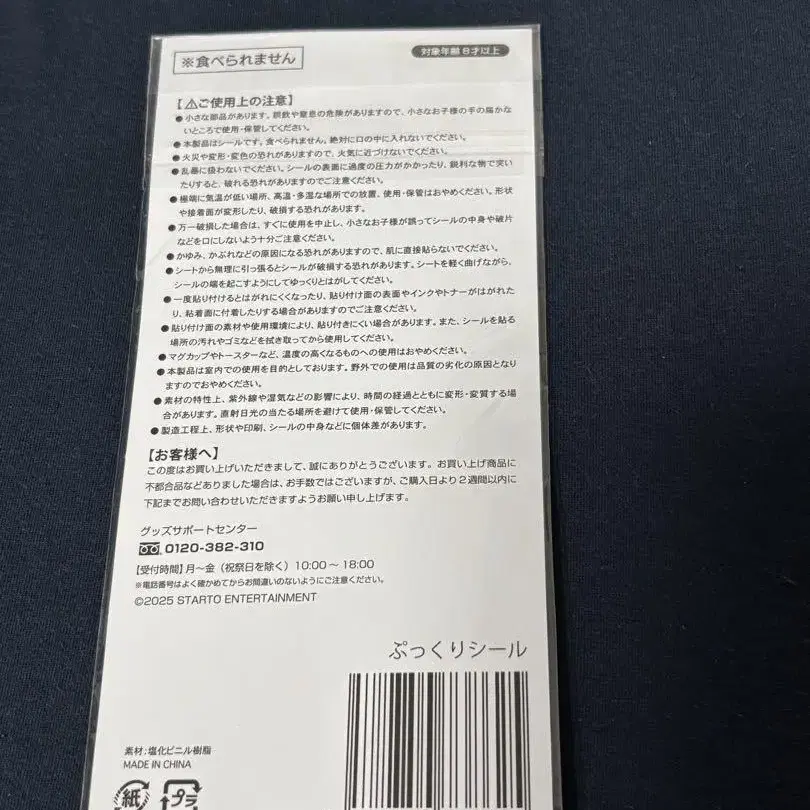 ※食べられません
対象年齢8才以上
【⚠ご使用上の注意】
●小さな部品があります。誤飲や窒息の危険がありますので、小さなお子様の手の届かな
いところで使用・保管してください。
●本製品はシールです。食べられません。絶対に口の中に入れないでください。
●火災や変形・変色の恐れがありますので、火気に近づけないでください。
●乱暴に扱わないでください。シールの表面に過度の圧力がかかったり、鋭利な物で突い
たりすると、破れる恐れがありますのでご注意ください。
●極端に気温が低い場所、高温・多湿な場所での放置、使用・保管はおやめください。形状
や接着面が変形したり、破損する恐れがあります。
●万一破損した場合は、すぐに使用を中止し、小さなお子様が誤ってシールの中身や破片
などを口にしないよう十分ご注意ください。
●かゆみ、かぶれなどの原因になる恐れがありますので、肌に直接貼らないでください。
●シートから無理に引っ張るとシールが破損する恐れがあります。シートを軽く曲げながら、
シールの端を起こすようにしてゆっくりとはがしてください。
●一度貼り付けるとはがれにくくなったり、貼り付け面の表面やインクやトナーがはがれた
り、粘着面に付着したりする場合がありますのでご注意ください。
●貼り付け面の素材や使用環境により、貼り付きにくい場合があります。また、シールを貼る
場所の汚れやゴミなどを拭き取ってから使用してください。
●マグカップやトースターなど、温度の高くなるものへの使用はおやめください。
●本製品は室内での使用を目的としております。野外での使用は品質の劣化の原因となり
ますのでおやめください。
●素材の特性上、紫外線や湿気などの影響により、時間の経過とともに変形・変質する場
合があります。直射日光の当たる場所を避けて使用・保管してください。
●製造工程上、形状や印刷、シールの中身などに個体差があります。
【お客様へ】
この度はお買い上げいただきまして、誠にありがとうございます。お買い上げ商品に
不都合品などありました場合は、お手数ではございますが、ご購入日より2週間以内に
下記までお問い合わせいただきますようお願い申し上げます。
グッズサポートセンター
0120-382-310
【受付時間】月〜金（祝祭日を除く）10:00〜18:00
※電話番号はよく確かめてからお間違いのないようにご注意ください。
©2025 STARTO ENTERTAINMENT
ぷっくりシール
素材:塩化ビニル樹脂
MADE IN CHINA
紙
プラ